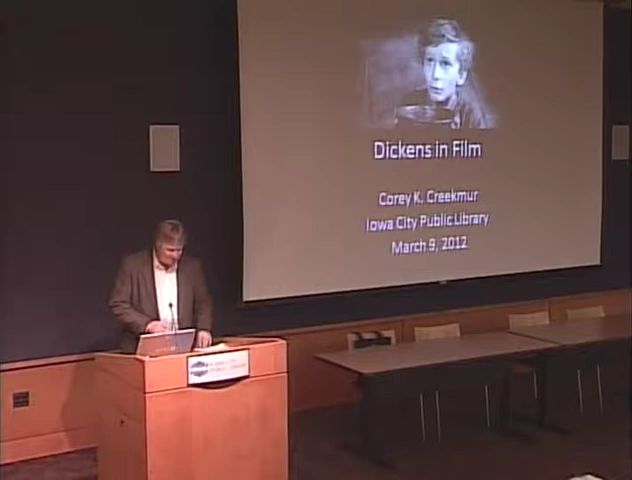 Dickens in Film
Corey K. Creekmur
Iowa City Public Library
March 9, 2012